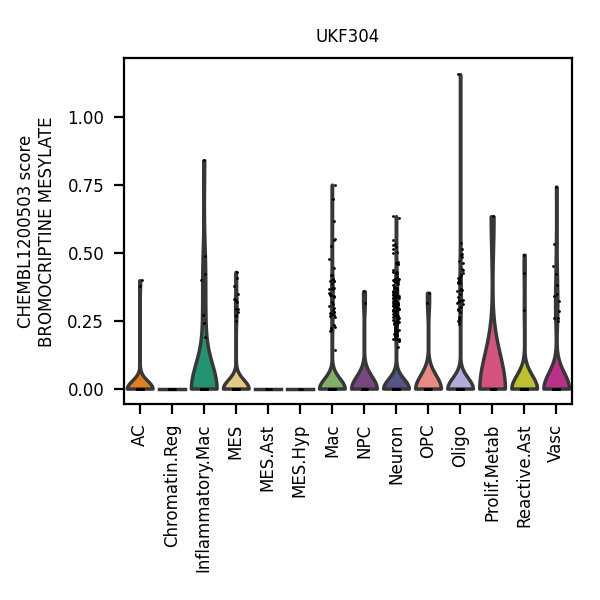 UKF304
CHEMBL1200503 score
BROMOCRIPTINE MESYLATE
1.00
0.75
0.50
0.25
0.00
AC
Chromatin.Reg
Inflammatory.Mac
MES
MES.Ast
MES.Hyp
Mac
NPC
Neuron
OPC
Oligo
Prolif.Metab
Reactive.Ast
Vasc